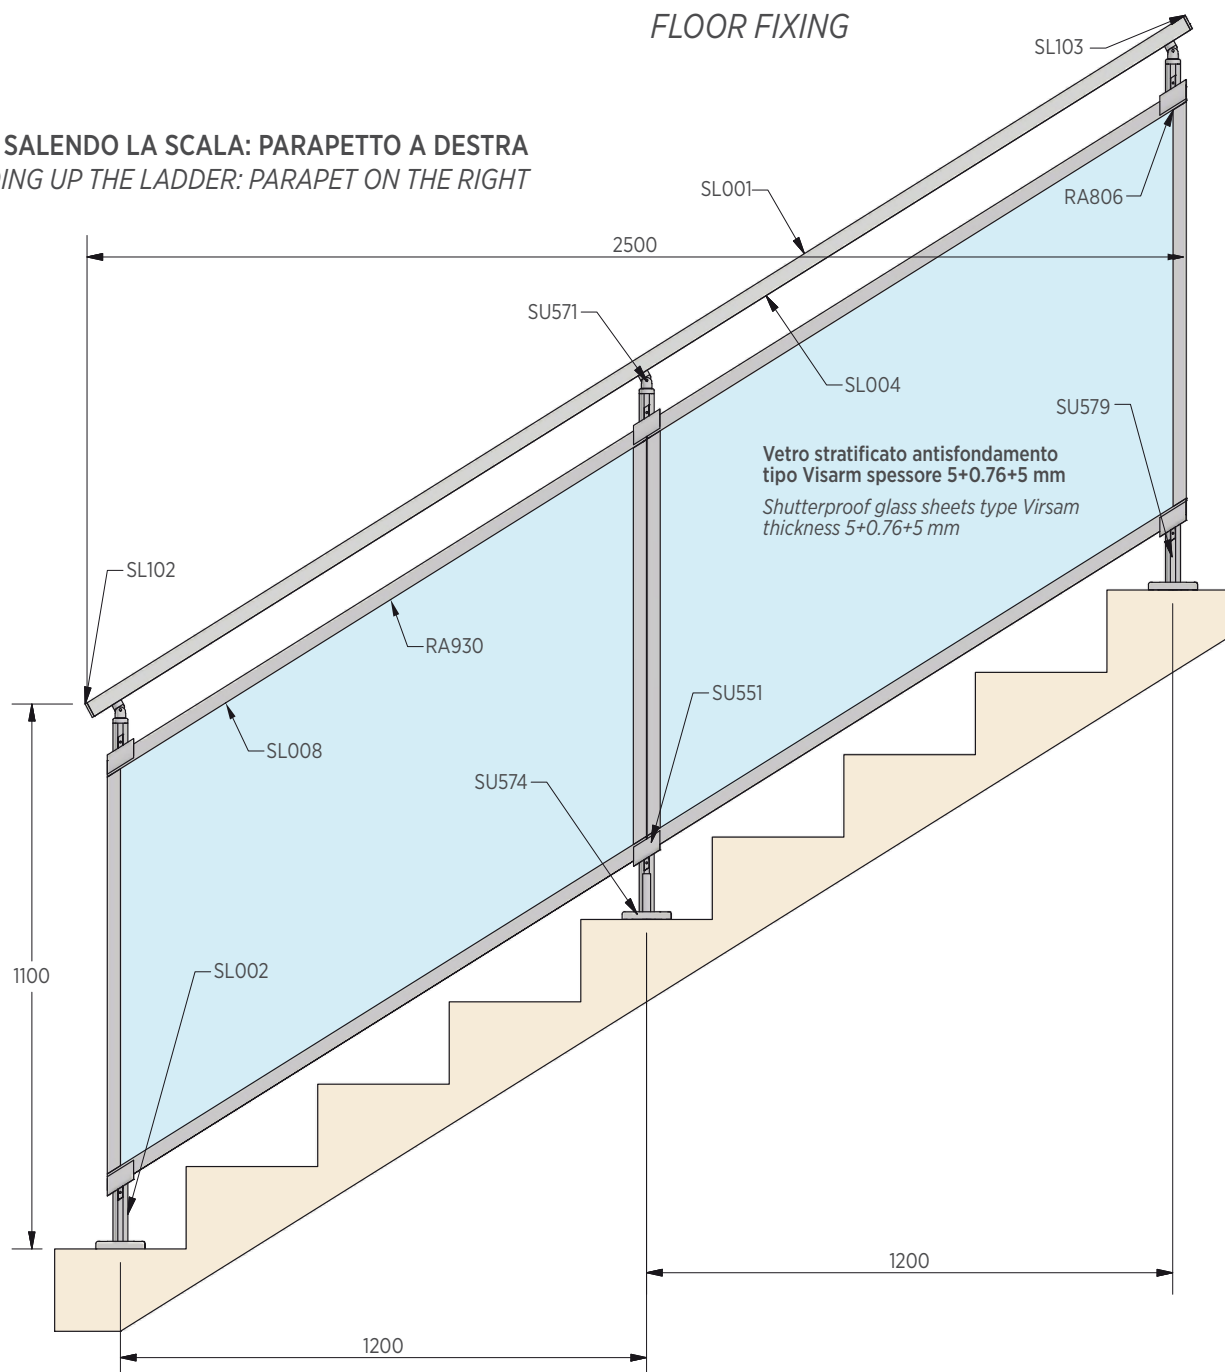 FLOOR FIXING
SL103
SALENDO LA SCALA: PARAPETTO A DESTRA
ING UP THE LADDER: PARAPET ON THE RIGHT
SL001
RA806
2500
SU571
SL004
SU579
Vetro stratificato antisfondamento
tipo Visarm spessore 5+0.76+5 mm
Shutterproof glass sheets type Virsam
thickness 5+0.76+5 mm
SL102
RA930
SU551
SL008
SU574
1100
SL002
1200
1200